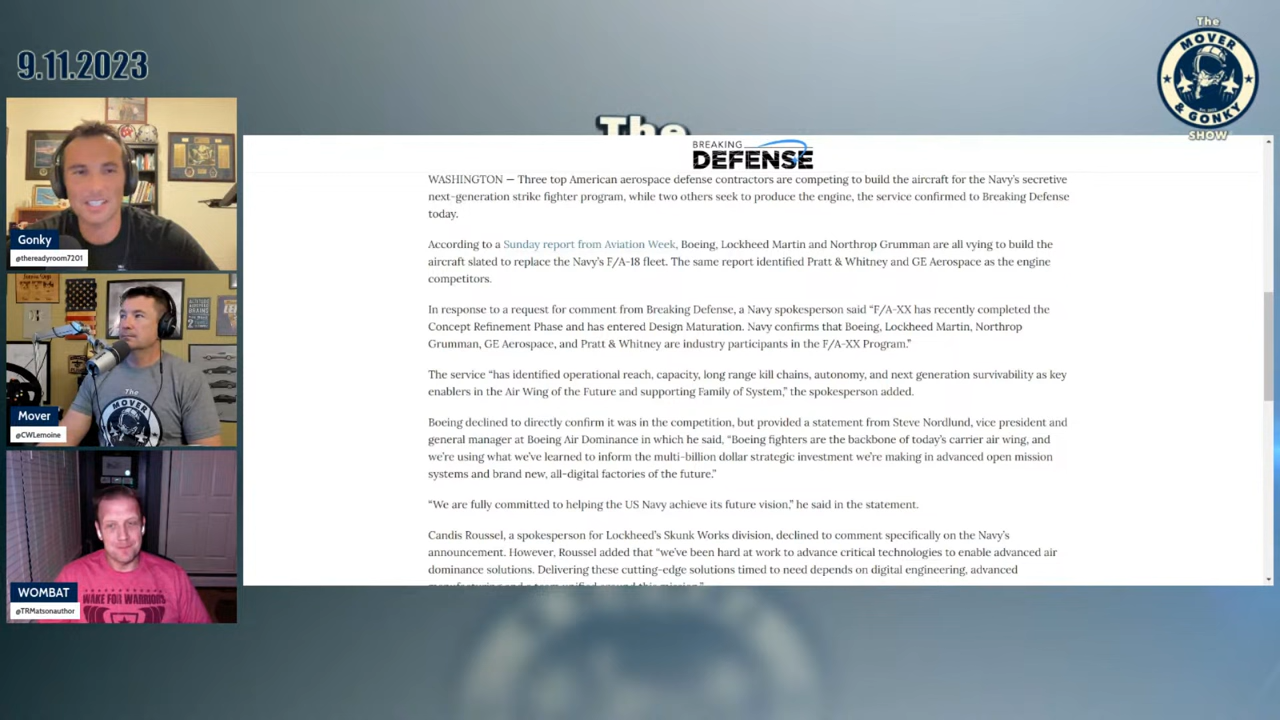 The
MOVER
& GONKY
SHOW
9.11.2023
The
Gonky
@thereadyroom7201
Mover
@CWLemoine
The
MOVER
WOMBAT
@TRMatsonauthor
WAKE FOR WARRIORS
BREAKING
DEFENSE
WASHINGTON — Three top American aerospace defense contractors are competing to build the aircraft for the Navy’s secretive
next-generation strike fighter program, while two others seek to produce the engine, the service confirmed to Breaking Defense
today.
According to a Sunday report from Aviation Week, Boeing, Lockheed Martin and Northrop Grumman are all vying to build the
aircraft slated to replace the Navy’s F/A-18 fleet. The same report identified Pratt & Whitney and GE Aerospace as the engine
competitors.
In response to a request for comment from Breaking Defense, a Navy spokesperson said “F/A-XX has recently completed the
Concept Refinement Phase and has entered Design Maturation. Navy confirms that Boeing, Lockheed Martin, Northrop
Grumman, GE Aerospace, and Pratt & Whitney are industry participants in the F/A-XX Program.”
The service “has identified operational reach, capacity, long range kill chains, autonomy, and next generation survivability as key
enablers in the Air Wing of the Future and supporting Family of System,” the spokesperson added.
Boeing declined to directly confirm it was in the competition, but provided a statement from Steve Nordlund, vice president and
general manager at Boeing Air Dominance in which he said, “Boeing fighters are the backbone of today’s carrier air wing, and
we’re using what we’ve learned to inform the multi-billion dollar strategic investment we’re making in advanced open mission
systems and brand new, all-digital factories of the future.”
“We are fully committed to helping the US Navy achieve its future vision,” he said in the statement.
Candis Roussel, a spokesperson for Lockheed’s Skunk Works division, declined to comment specifically on the Navy’s
announcement. However, Roussel added that “we’ve been hard at work to advance critical technologies to enable advanced air
dominance solutions. Delivering these cutting-edge solutions timed to need depends on digital engineering, advanced
manufacturing and a team unified around this mission.”